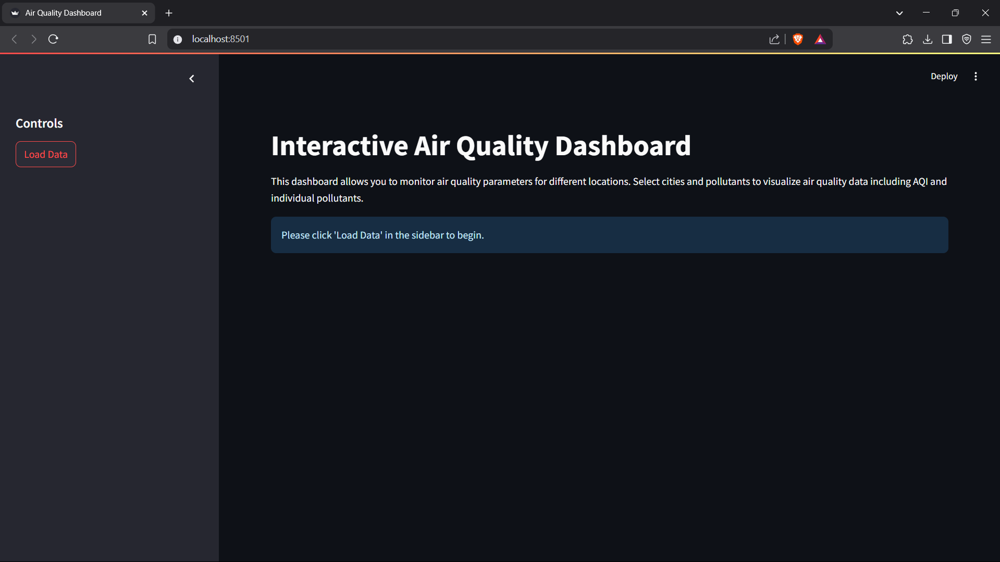 Air Quality Dashboard
localhost:8501
Deploy
Controls
Load Data
Interactive Air Quality Dashboard
This dashboard allows you to monitor air quality parameters for different locations. Select cities and pollutants to visualize air quality data including AQI and
individual pollutants.
Please click 'Load Data' in the sidebar to begin.